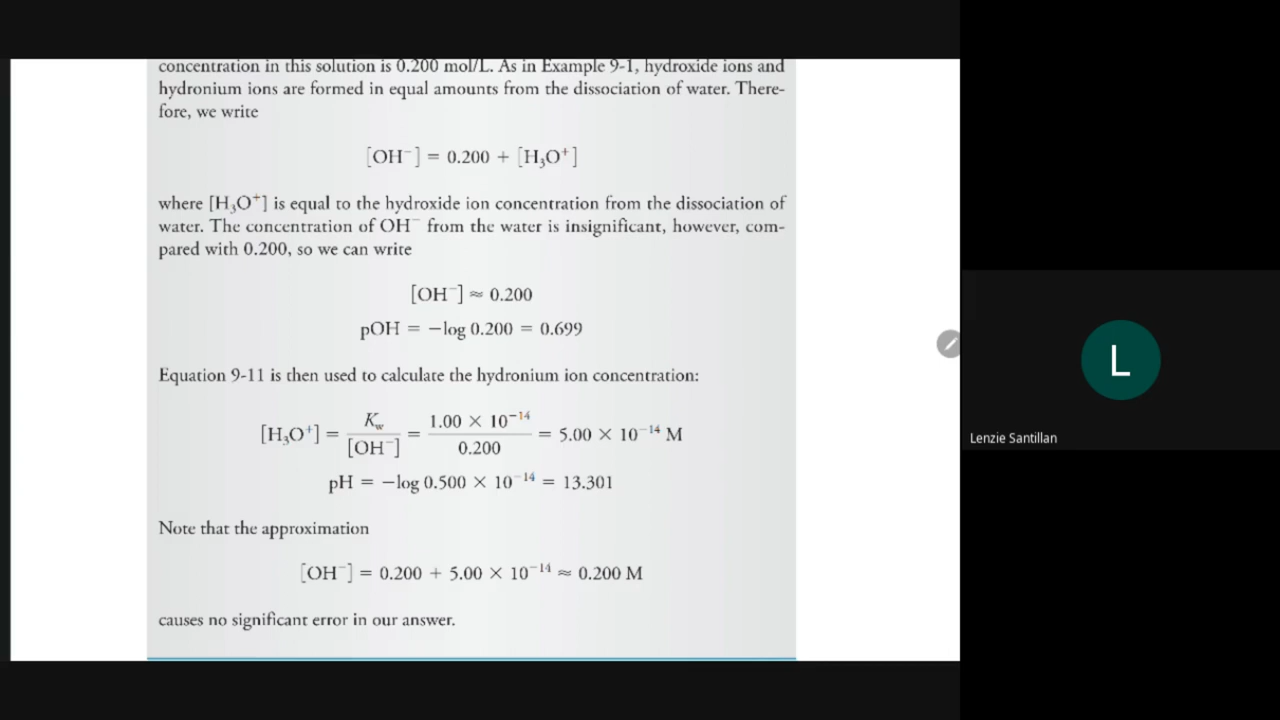 concentration in this solution is 0.200 mol/L. As in Example 9-1, hydroxide ions and
hydronium ions are formed in equal amounts from the dissociation of water. There-
fore, we write
[OH⁻] = 0.200 + [H₃O⁺]
where [H₃O⁺] is equal to the hydroxide ion concentration from the dissociation of
water. The concentration of OH⁻ from the water is insignificant, however, com-
pared with 0.200, so we can write
[OH⁻] ≈ 0.200
pOH = −log 0.200 = 0.699
Equation 9-11 is then used to calculate the hydronium ion concentration:
[H₃O⁺] = Kw / [OH⁻] = 1.00 × 10⁻¹⁴ / 0.200 = 5.00 × 10⁻¹⁴ M
pH = −log 0.500 × 10⁻¹⁴ = 13.301
Note that the approximation
[OH⁻] = 0.200 + 5.00 × 10⁻¹⁴ ≈ 0.200 M
causes no significant error in our answer.
L
Lenzie Santillan